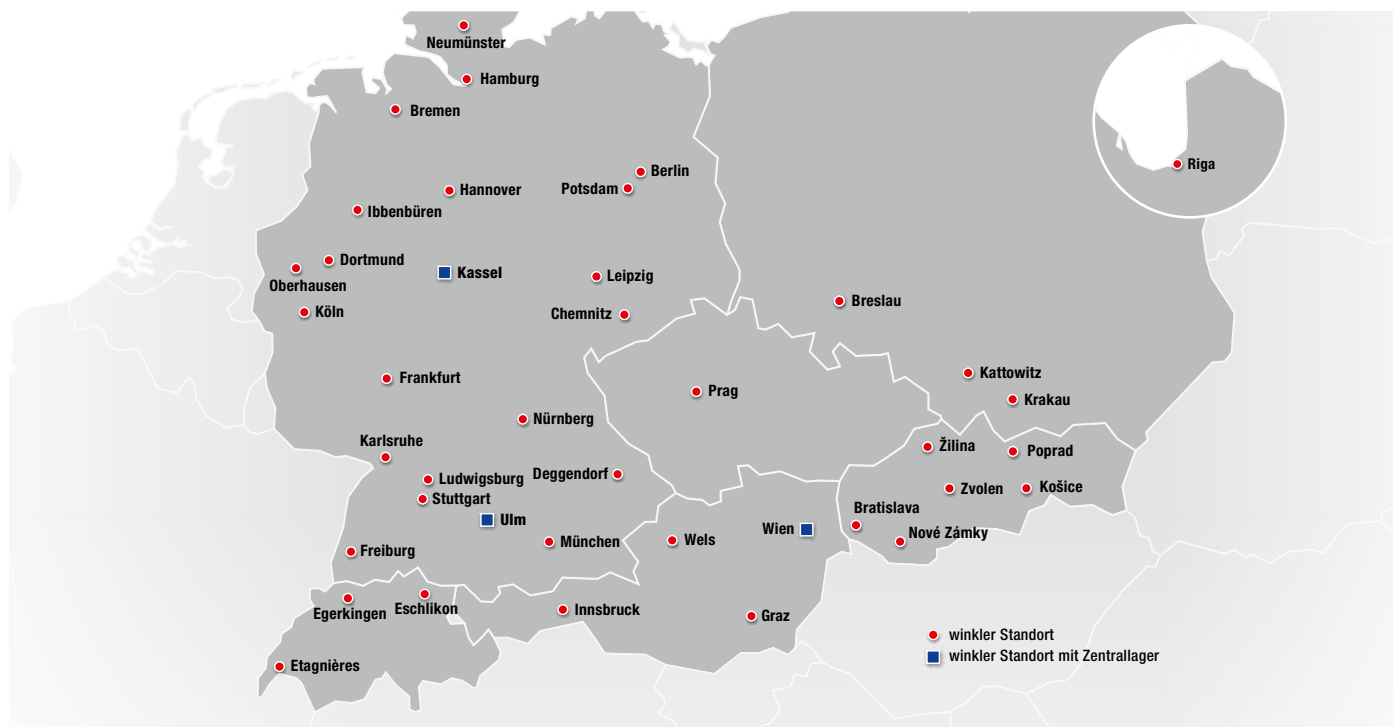 Neumünster
Hamburg
Bremen
Riga
Berlin
Potsdam
Hannover
Ibbenbüren
Dortmund
Oberhausen
Kassel
Leipzig
Breslau
Köln
Chemnitz
Frankfurt
Kattowitz
Prag
Krakau
Nürnberg
Karlsruhe
Žilina
Poprad
Ludwigsburg
Deggendorf
Stuttgart
Zvolen
Košice
Ulm
Bratislava
Wien
Nové Zámky
München
Wels
Freiburg
Egerkingen
Eschlikon
Innsbruck
Graz
winkler Standort
winkler Standort mit Zentrallager
Etagnières